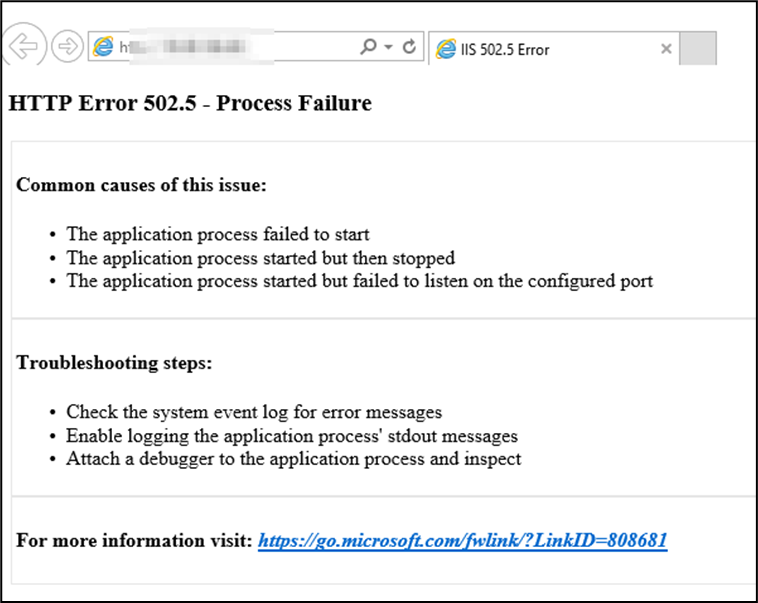 IIS 502.5 Error
HTTP Error 502.5 - Process Failure
Common causes of this issue:
• The application process failed to start
• The application process started but then stopped
• The application process started but failed to listen on the configured port
Troubleshooting steps:
• Check the system event log for error messages
• Enable logging the application process' stdout messages
• Attach a debugger to the application process and inspect
For more information visit: https://go.microsoft.com/fwlink/?LinkID=808681